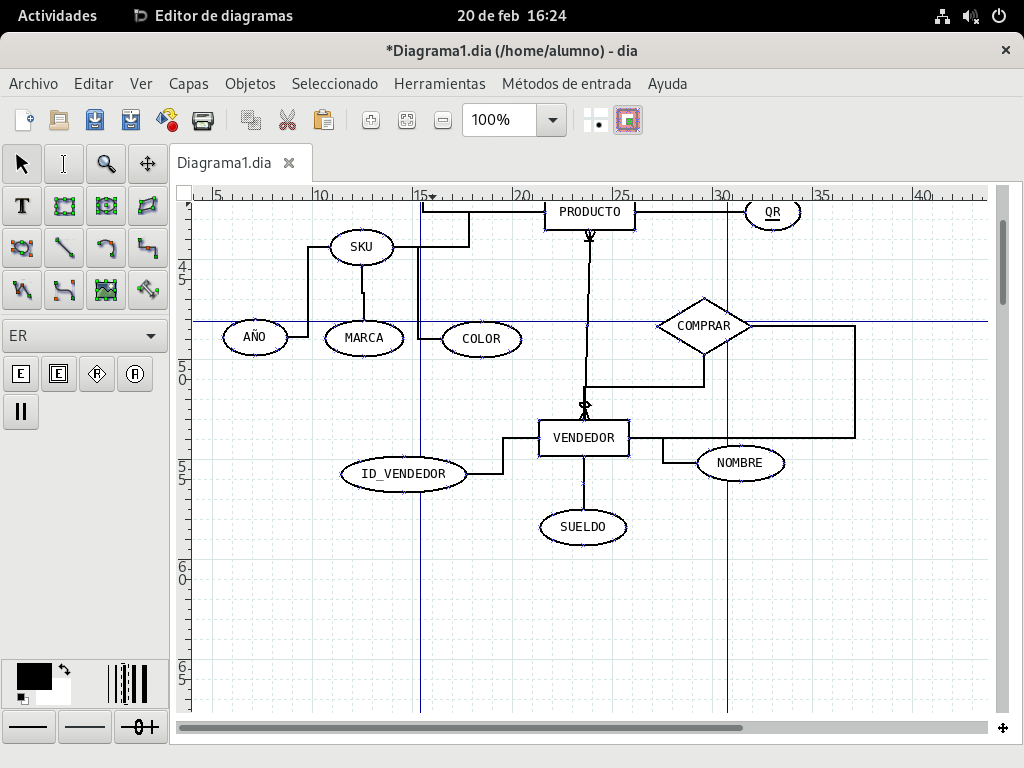 Actividades Editor de diagramas 20 de feb 16:24
*Diagrama1.dia (/home/alumno) - dia
Archivo Editar Ver Capas Objetos Seleccionado Herramientas Métodos de entrada Ayuda
100%
Diagrama1.dia
5 10 15 20 25 30 35 40
PRODUCTO QR
SKU
45
COMPRAR
AÑO MARCA COLOR
ER
50
VENDEDOR
NOMBRE
ID_VENDEDOR
55
SUELDO
60
65